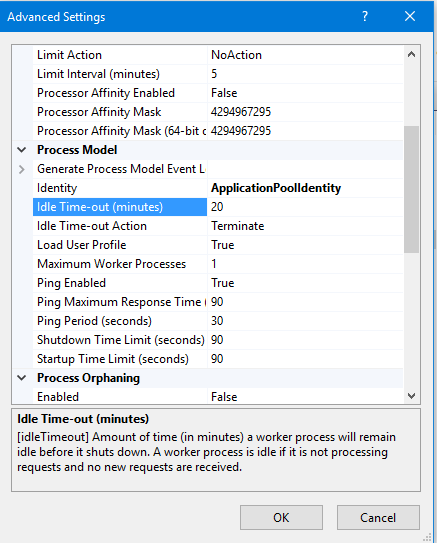 Advanced Settings
Limit Action NoAction
Limit Interval (minutes) 5
Processor Affinity Enabled False
Processor Affinity Mask 4294967295
Processor Affinity Mask (64-bit o 4294967295
Process Model
Generate Process Model Event L
Identity ApplicationPoolIdentity
Idle Time-out (minutes) 20
Idle Time-out Action Terminate
Load User Profile True
Maximum Worker Processes 1
Ping Enabled True
Ping Maximum Response Time ( 90
Ping Period (seconds) 30
Shutdown Time Limit (seconds) 90
Startup Time Limit (seconds) 90
Process Orphaning
Enabled False
Idle Time-out (minutes)
[idleTimeout] Amount of time (in minutes) a worker process will remain
idle before it shuts down. A worker process is idle if it is not processing
requests and no new requests are received.
OK Cancel